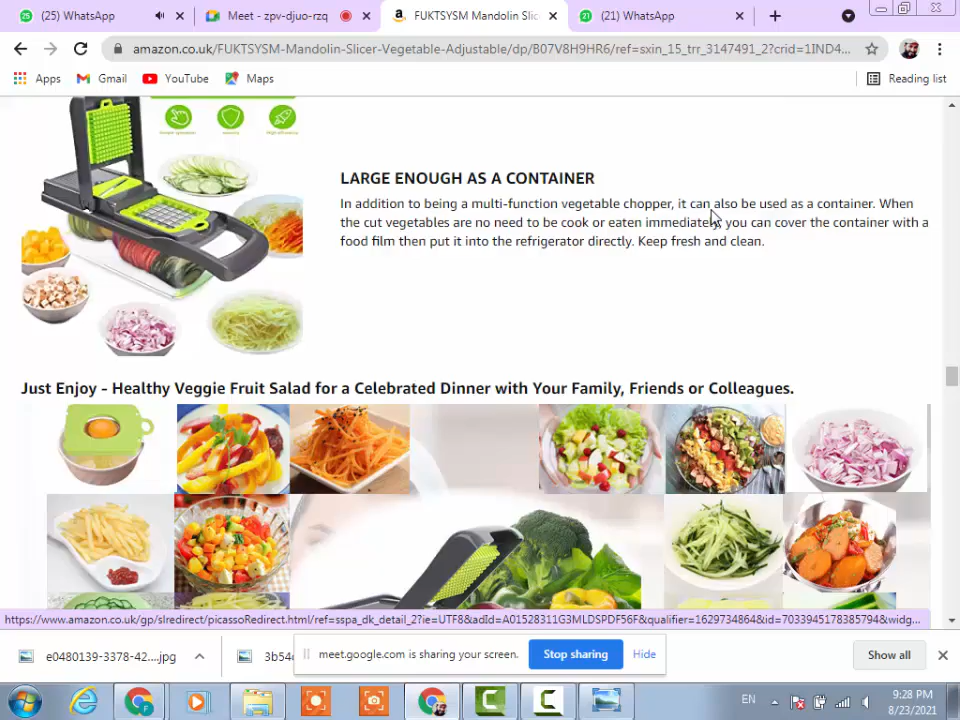 (25) WhatsApp
Meet - zpv-djuo-rzq
FUKTSYSM Mandolin Slic
(21) WhatsApp
amazon.co.uk/FUKTSYSM-Mandolin-Slicer-Vegetable-Adjustable/dp/B07V8H9HR6/ref=sxin_15_trr_3147491_2?crid=1IND4...
Apps
Gmail
YouTube
Maps
Reading list
LARGE ENOUGH AS A CONTAINER
In addition to being a multi-function vegetable chopper, it can also be used as a container. When
the cut vegetables are no need to be cook or eaten immediately, you can cover the container with a
food film then put it into the refrigerator directly. Keep fresh and clean.
Just Enjoy - Healthy Veggie Fruit Salad for a Celebrated Dinner with Your Family, Friends or Colleagues.
https://www.amazon.co.uk/gp/slredirect/picassoRedirect.html/ref=sspa_dk_detail_2?ie=UTF8&adId=A01528311G3MLDSPDF56F&qualifier=1629734864&id=7033945178385794&widg...
e0480139-3378-42....jpg
3b54
meet.google.com is sharing your screen.
Stop sharing
Hide
Show all
EN
9:28 PM
8/23/2021